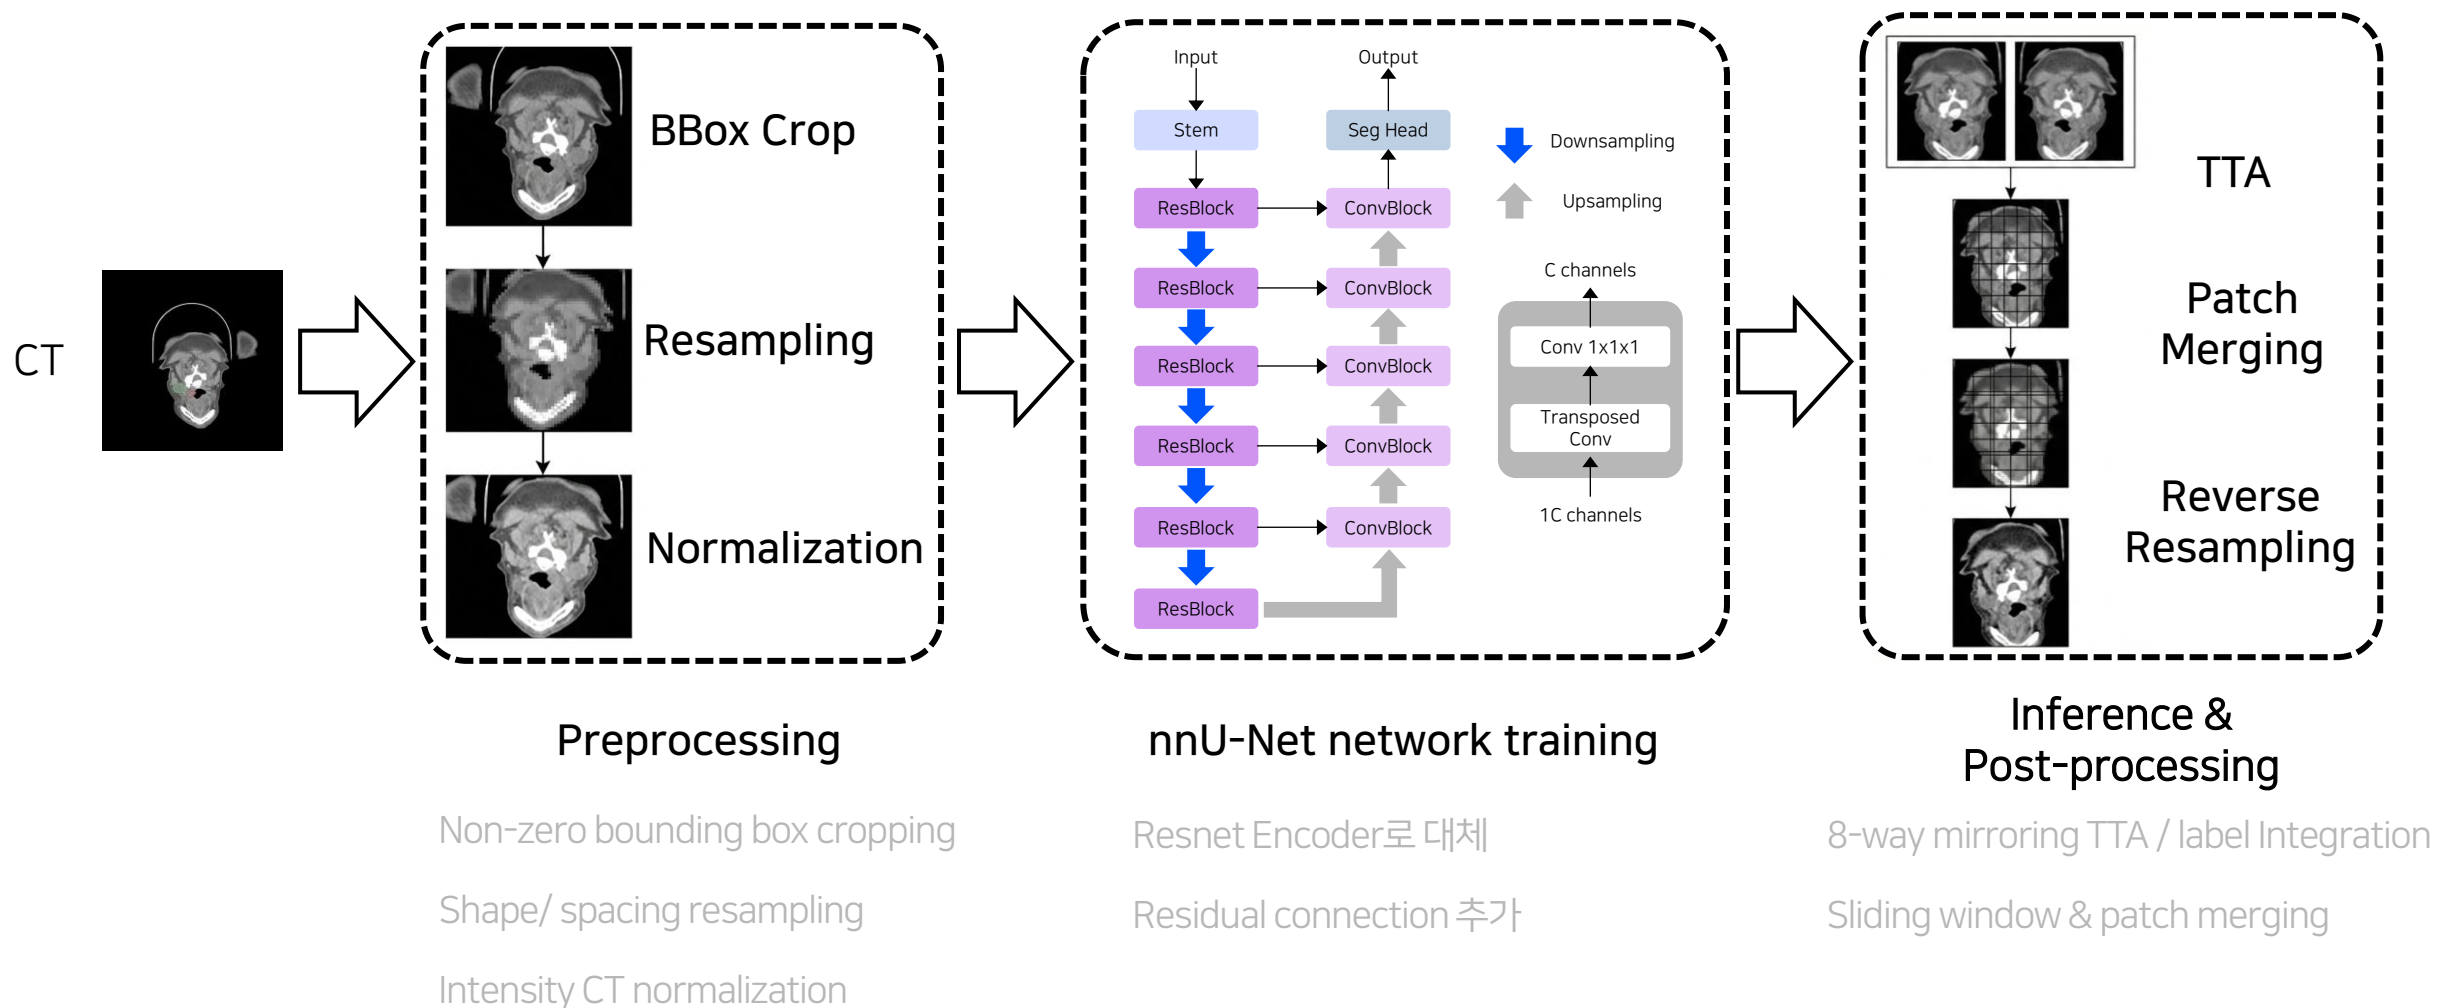 CT
BBox Crop
Resampling
Normalization
Preprocessing
Non-zero bounding box cropping
Shape/ spacing resampling
Intensity CT normalization
Input
Output
Stem
Seg Head
ResBlock
ConvBlock
ResBlock
ConvBlock
ResBlock
ConvBlock
ResBlock
ConvBlock
ResBlock
ConvBlock
ResBlock
Downsampling
Upsampling
C channels
Conv 1x1x1
Transposed
Conv
1C channels
nnU-Net network training
Resnet Encoder로 대체
Residual connection 추가
TTA
Patch
Merging
Reverse
Resampling
Inference &
Post-processing
8-way mirroring TTA / label Integration
Sliding window & patch merging